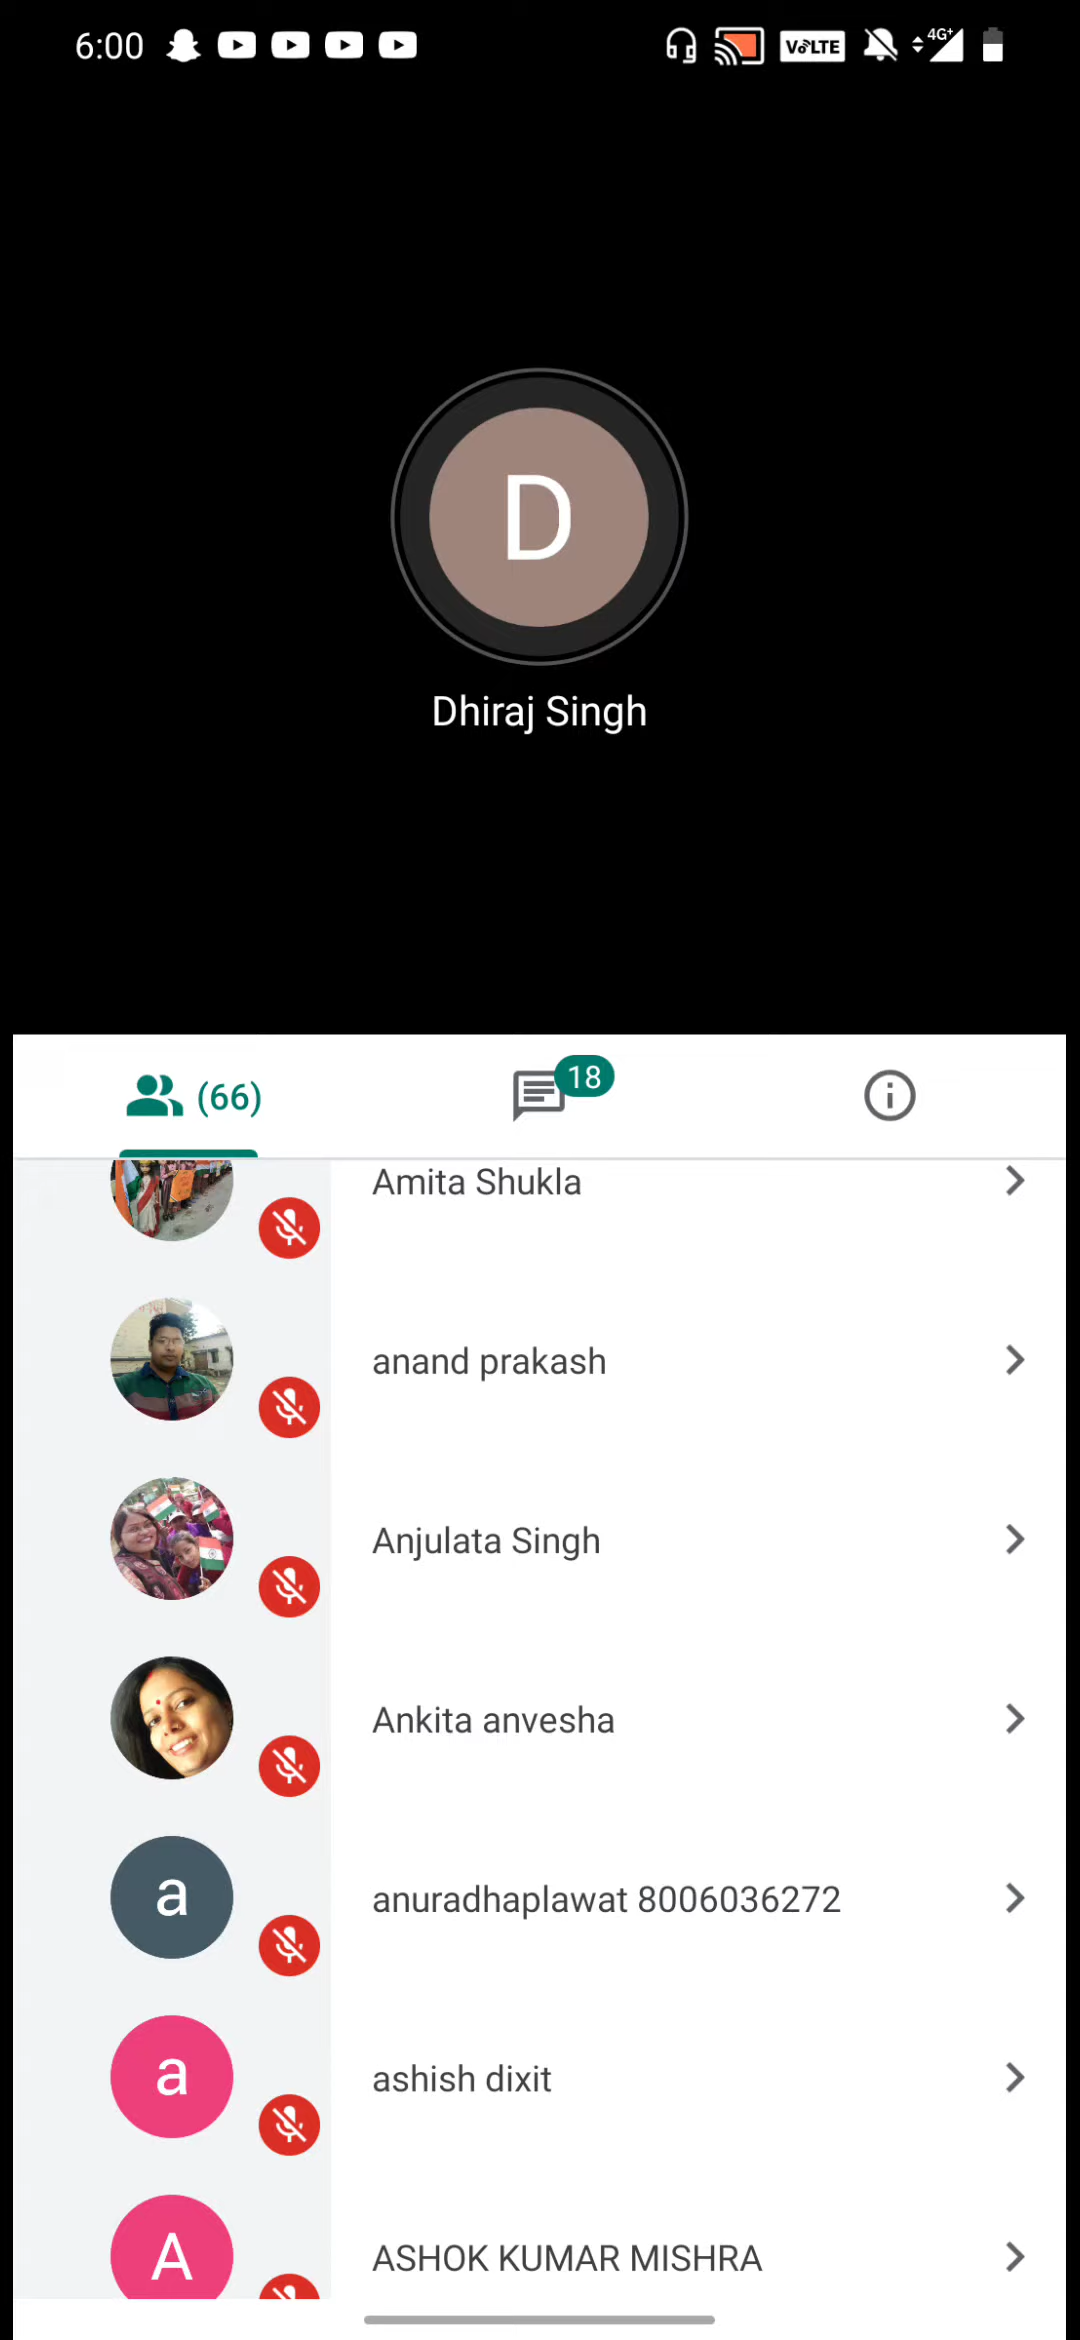 6:00
VoLTE
4G+
D
Dhiraj Singh
(66)
18
Amita Shukla
anand prakash
Anjulata Singh
Ankita anvesha
a
anuradhaplawat 8006036272
a
ashish dixit
A
ASHOK KUMAR MISHRA